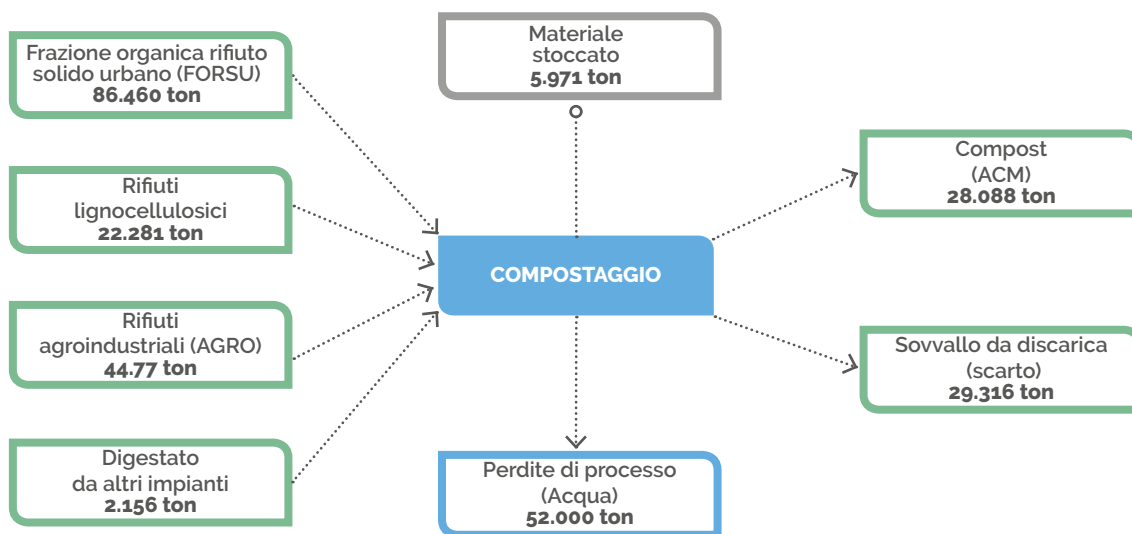 Frazione organica rifiuto
solido urbano (FORSU)
86.460 ton
Materiale
stoccato
5.971 ton
Rifiuti
lignocellulosici
22.281 ton
Compost
(ACM)
28.088 ton
COMPOSTAGGIO
Rifiuti
agroindustriali (AGRO)
44.77 ton
Sovvallo da discarica
(scarto)
29.316 ton
Digestato
da altri impianti
2.156 ton
Perdite di processo
(Acqua)
52.000 ton